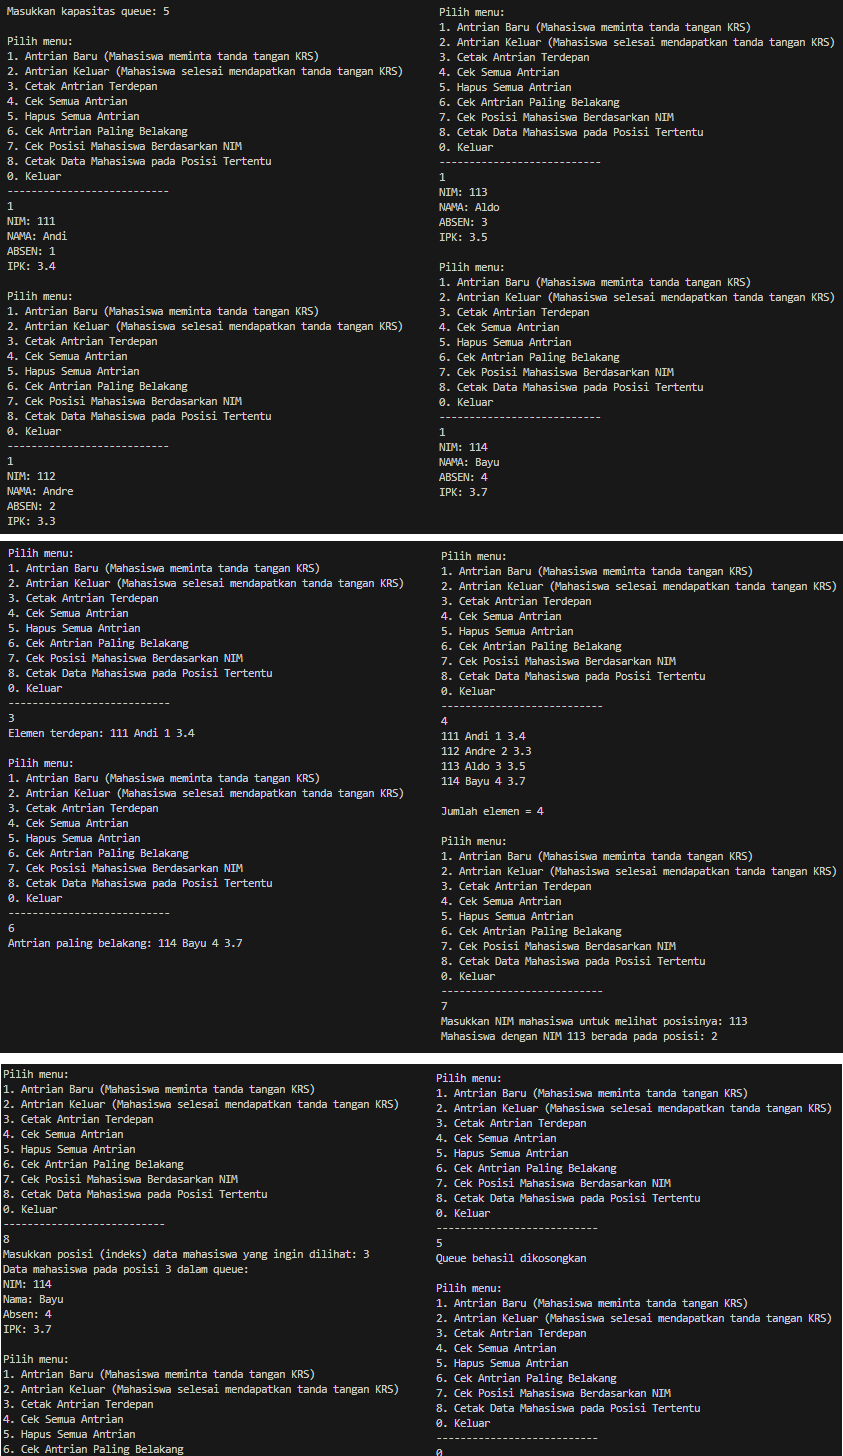 Masukkan kapasitas queue: 5
Pilih menu:
1. Antrian Baru (Mahasiswa meminta tanda tangan KRS)
2. Antrian Keluar (Mahasiswa selesai mendapatkan tanda tangan KRS)
3. Cetak Antrian Terdepan
4. Cek Semua Antrian
5. Hapus Semua Antrian
6. Cek Antrian Paling Belakang
7. Cek Posisi Mahasiswa Berdasarkan NIM
8. Cetak Data Mahasiswa pada Posisi Tertentu
0. Keluar
---------------------------
1
NIM: 111
NAMA: Andi
ABSEN: 1
IPK: 3.4
Pilih menu:
1. Antrian Baru (Mahasiswa meminta tanda tangan KRS)
2. Antrian Keluar (Mahasiswa selesai mendapatkan tanda tangan KRS)
3. Cetak Antrian Terdepan
4. Cek Semua Antrian
5. Hapus Semua Antrian
6. Cek Antrian Paling Belakang
7. Cek Posisi Mahasiswa Berdasarkan NIM
8. Cetak Data Mahasiswa pada Posisi Tertentu
0. Keluar
---------------------------
1
NIM: 112
NAMA: Andre
ABSEN: 2
IPK: 3.3
Pilih menu:
1. Antrian Baru (Mahasiswa meminta tanda tangan KRS)
2. Antrian Keluar (Mahasiswa selesai mendapatkan tanda tangan KRS)
3. Cetak Antrian Terdepan
4. Cek Semua Antrian
5. Hapus Semua Antrian
6. Cek Antrian Paling Belakang
7. Cek Posisi Mahasiswa Berdasarkan NIM
8. Cetak Data Mahasiswa pada Posisi Tertentu
0. Keluar
---------------------------
1
NIM: 113
NAMA: Aldo
ABSEN: 3
IPK: 3.5
Pilih menu:
1. Antrian Baru (Mahasiswa meminta tanda tangan KRS)
2. Antrian Keluar (Mahasiswa selesai mendapatkan tanda tangan KRS)
3. Cetak Antrian Terdepan
4. Cek Semua Antrian
5. Hapus Semua Antrian
6. Cek Antrian Paling Belakang
7. Cek Posisi Mahasiswa Berdasarkan NIM
8. Cetak Data Mahasiswa pada Posisi Tertentu
0. Keluar
---------------------------
1
NIM: 114
NAMA: Bayu
ABSEN: 4
IPK: 3.7
Pilih menu:
1. Antrian Baru (Mahasiswa meminta tanda tangan KRS)
2. Antrian Keluar (Mahasiswa selesai mendapatkan tanda tangan KRS)
3. Cetak Antrian Terdepan
4. Cek Semua Antrian
5. Hapus Semua Antrian
6. Cek Antrian Paling Belakang
7. Cek Posisi Mahasiswa Berdasarkan NIM
8. Cetak Data Mahasiswa pada Posisi Tertentu
0. Keluar
---------------------------
3
Elemen terdepan: 111 Andi 1 3.4
Pilih menu:
1. Antrian Baru (Mahasiswa meminta tanda tangan KRS)
2. Antrian Keluar (Mahasiswa selesai mendapatkan tanda tangan KRS)
3. Cetak Antrian Terdepan
4. Cek Semua Antrian
5. Hapus Semua Antrian
6. Cek Antrian Paling Belakang
7. Cek Posisi Mahasiswa Berdasarkan NIM
8. Cetak Data Mahasiswa pada Posisi Tertentu
0. Keluar
---------------------------
6
Antrian paling belakang: 114 Bayu 4 3.7
Pilih menu:
1. Antrian Baru (Mahasiswa meminta tanda tangan KRS)
2. Antrian Keluar (Mahasiswa selesai mendapatkan tanda tangan KRS)
3. Cetak Antrian Terdepan
4. Cek Semua Antrian
5. Hapus Semua Antrian
6. Cek Antrian Paling Belakang
7. Cek Posisi Mahasiswa Berdasarkan NIM
8. Cetak Data Mahasiswa pada Posisi Tertentu
0. Keluar
---------------------------
4
111 Andi 1 3.4
112 Andre 2 3.3
113 Aldo 3 3.5
114 Bayu 4 3.7
Jumlah elemen = 4
Pilih menu:
1. Antrian Baru (Mahasiswa meminta tanda tangan KRS)
2. Antrian Keluar (Mahasiswa selesai mendapatkan tanda tangan KRS)
3. Cetak Antrian Terdepan
4. Cek Semua Antrian
5. Hapus Semua Antrian
6. Cek Antrian Paling Belakang
7. Cek Posisi Mahasiswa Berdasarkan NIM
8. Cetak Data Mahasiswa pada Posisi Tertentu
0. Keluar
---------------------------
7
Masukkan NIM mahasiswa untuk melihat posisinya: 113
Mahasiswa dengan NIM 113 berada pada posisi: 2
Pilih menu:
1. Antrian Baru (Mahasiswa meminta tanda tangan KRS)
2. Antrian Keluar (Mahasiswa selesai mendapatkan tanda tangan KRS)
3. Cetak Antrian Terdepan
4. Cek Semua Antrian
5. Hapus Semua Antrian
6. Cek Antrian Paling Belakang
7. Cek Posisi Mahasiswa Berdasarkan NIM
8. Cetak Data Mahasiswa pada Posisi Tertentu
0. Keluar
---------------------------
8
Masukkan posisi (indeks) data mahasiswa yang ingin dilihat: 3
Data mahasiswa pada posisi 3 dalam queue:
NIM: 114
Nama: Bayu
Absen: 4
IPK: 3.7
Pilih menu:
1. Antrian Baru (Mahasiswa meminta tanda tangan KRS)
2. Antrian Keluar (Mahasiswa selesai mendapatkan tanda tangan KRS)
3. Cetak Antrian Terdepan
4. Cek Semua Antrian
5. Hapus Semua Antrian
6. Cek Antrian Paling Belakang
Pilih menu:
1. Antrian Baru (Mahasiswa meminta tanda tangan KRS)
2. Antrian Keluar (Mahasiswa selesai mendapatkan tanda tangan KRS)
3. Cetak Antrian Terdepan
4. Cek Semua Antrian
5. Hapus Semua Antrian
6. Cek Antrian Paling Belakang
7. Cek Posisi Mahasiswa Berdasarkan NIM
8. Cetak Data Mahasiswa pada Posisi Tertentu
0. Keluar
---------------------------
5
Queue behasil dikosongkan
Pilih menu:
1. Antrian Baru (Mahasiswa meminta tanda tangan KRS)
2. Antrian Keluar (Mahasiswa selesai mendapatkan tanda tangan KRS)
3. Cetak Antrian Terdepan
4. Cek Semua Antrian
5. Hapus Semua Antrian
6. Cek Antrian Paling Belakang
7. Cek Posisi Mahasiswa Berdasarkan NIM
8. Cetak Data Mahasiswa pada Posisi Tertentu
0. Keluar
---------------------------
0